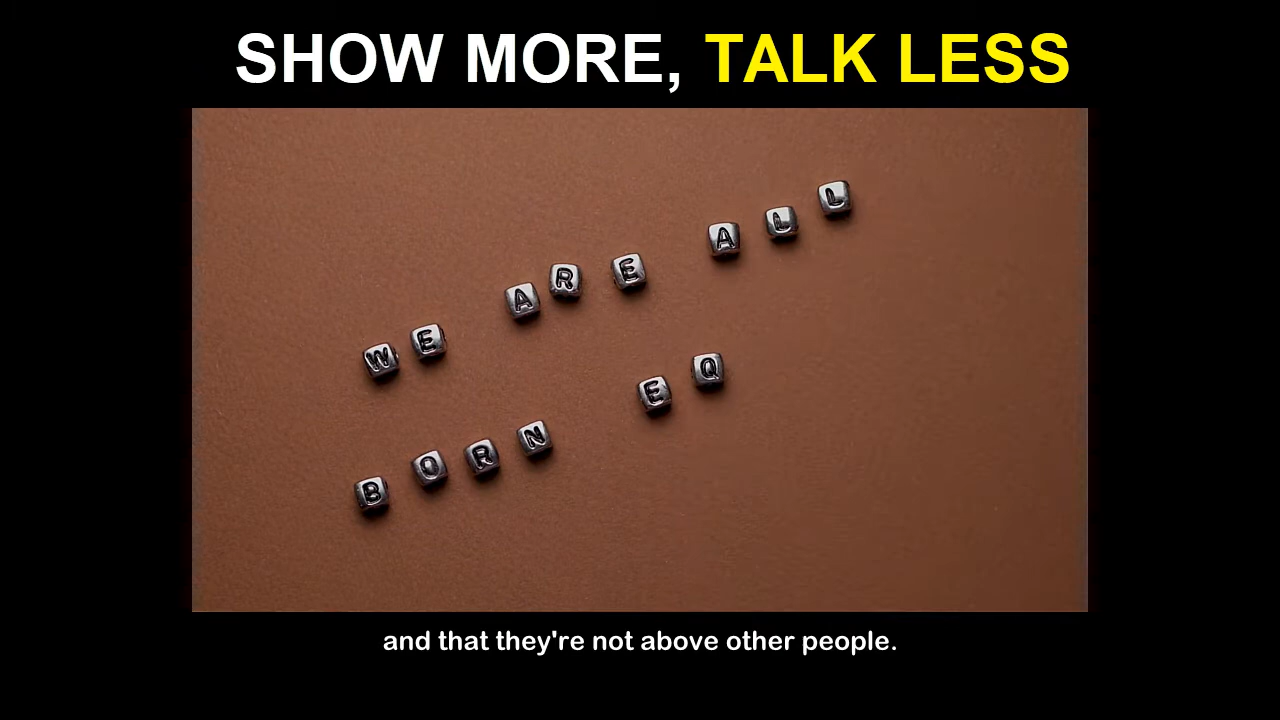 SHOW MORE, TALK LESS
WE ARE ALL
BORN EQ
and that they're not above other people.